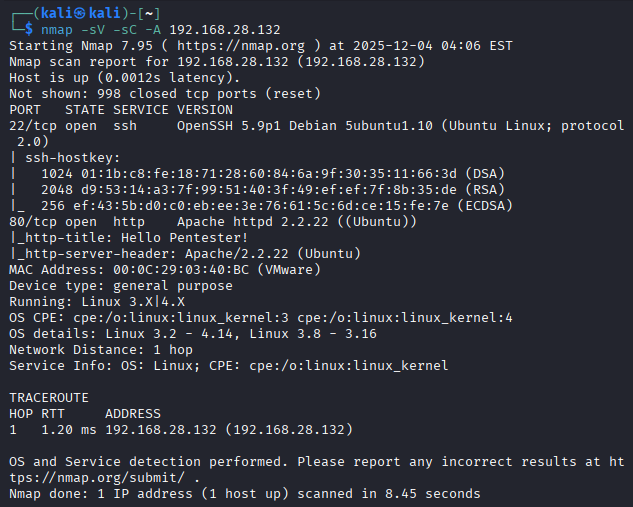 ┌──(kali㉿kali)-[~]
└─$ nmap -sV -sC -A 192.168.28.132
Starting Nmap 7.95 ( https://nmap.org ) at 2025-12-04 04:06 EST
Nmap scan report for 192.168.28.132 (192.168.28.132)
Host is up (0.0012s latency).
Not shown: 998 closed tcp ports (reset)
PORT   STATE SERVICE VERSION
22/tcp open  ssh     OpenSSH 5.9p1 Debian 5ubuntu1.10 (Ubuntu Linux; protocol
 2.0)
| ssh-hostkey:
|   1024 01:1b:c8:fe:18:71:28:60:84:6a:9f:30:35:11:66:3d (DSA)
|   2048 d9:53:14:a3:7f:99:51:40:3f:49:ef:ef:7f:8b:35:de (RSA)
|_  256 ef:43:5b:d0:c0:eb:ee:3e:76:61:5c:6d:ce:15:fe:7e (ECDSA)
80/tcp open  http    Apache httpd 2.2.22 ((Ubuntu))
|_http-title: Hello Pentester!
|_http-server-header: Apache/2.2.22 (Ubuntu)
MAC Address: 00:0C:29:03:40:BC (VMware)
Device type: general purpose
Running: Linux 3.X|4.X
OS CPE: cpe:/o:linux:linux_kernel:3 cpe:/o:linux:linux_kernel:4
OS details: Linux 3.2 - 4.14, Linux 3.8 - 3.16
Network Distance: 1 hop
Service Info: OS: Linux; CPE: cpe:/o:linux:linux_kernel

TRACEROUTE
HOP RTT     ADDRESS
1   1.20 ms 192.168.28.132 (192.168.28.132)

OS and Service detection performed. Please report any incorrect results at ht
tps://nmap.org/submit/ .
Nmap done: 1 IP address (1 host up) scanned in 8.45 seconds